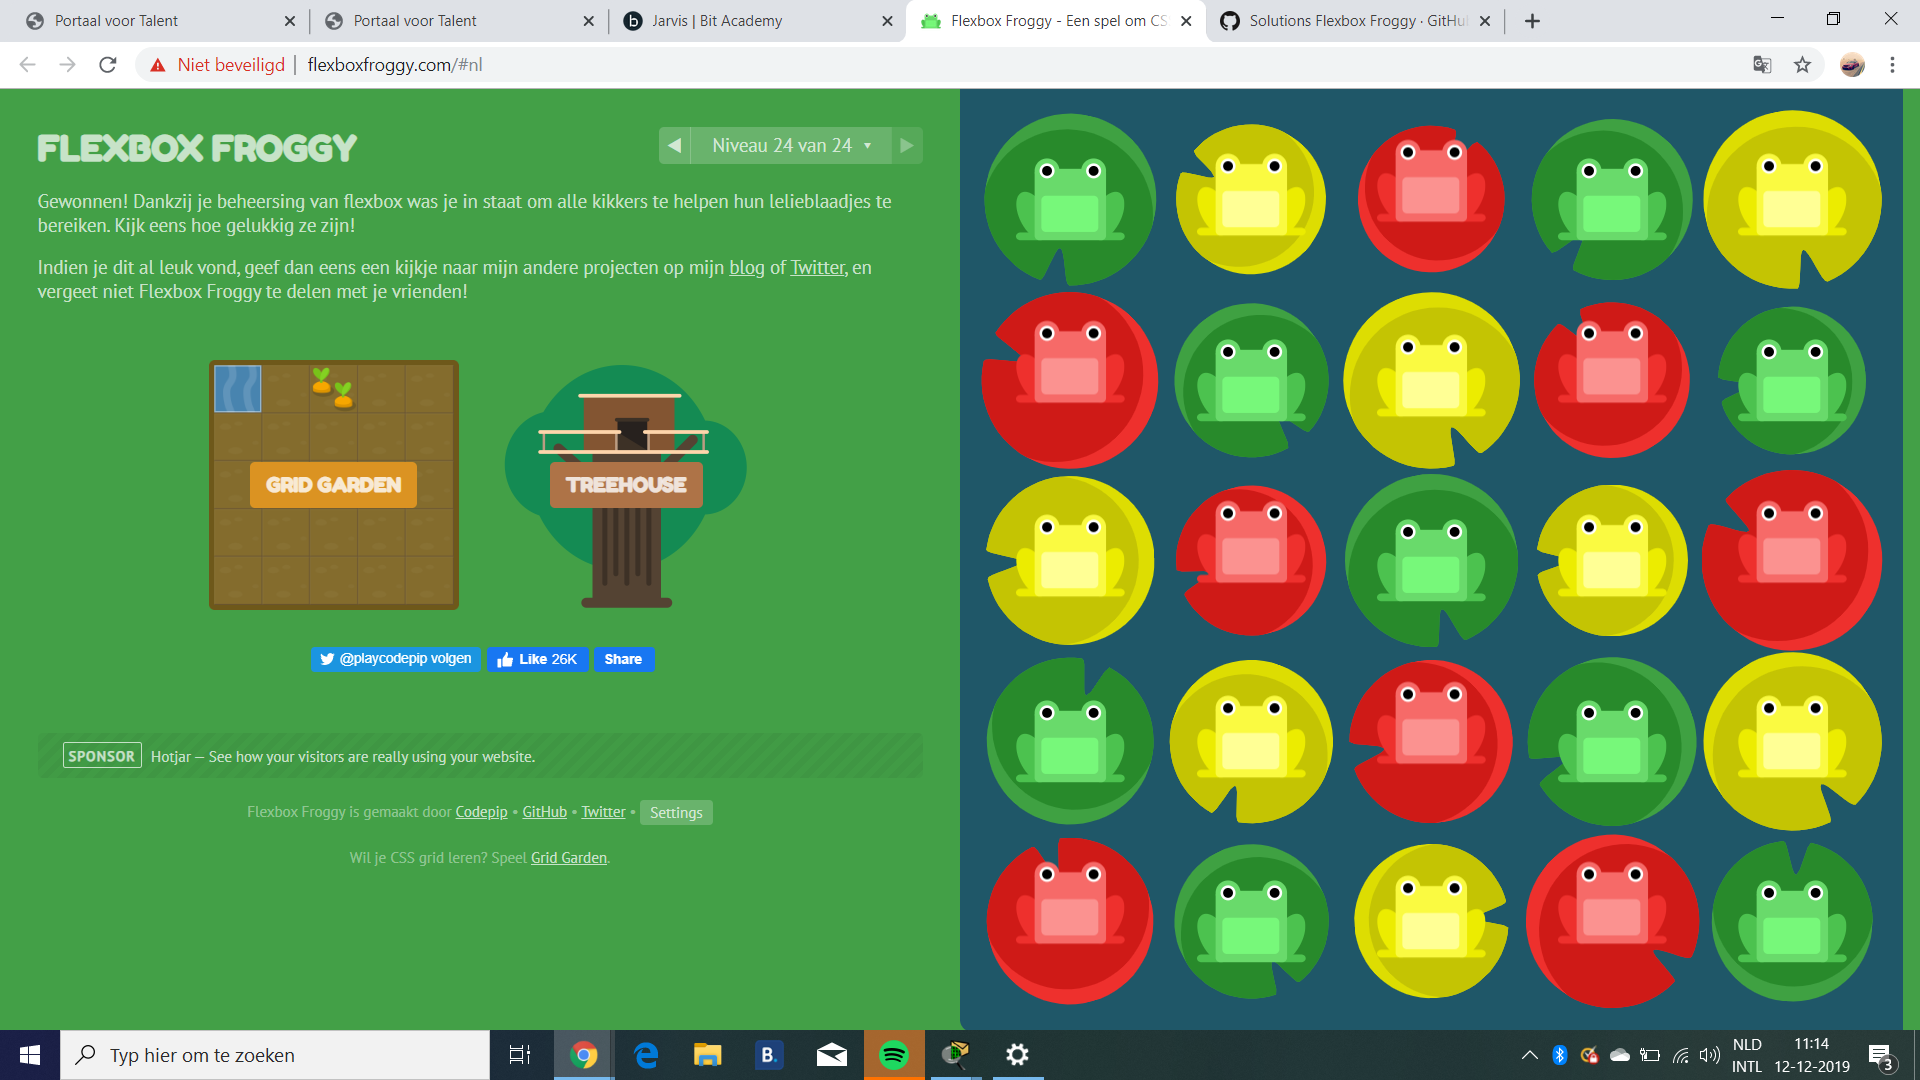 Portaal voor Talent
Portaal voor Talent
Jarvis | Bit Academy
Flexbox Froggy - Een spel om CS
Solutions Flexbox Froggy · GitHu
Niet beveiligd | flexboxfroggy.com/#nl
FLEXBOX FROGGY
Niveau 24 van 24
Gewonnen! Dankzij je beheersing van flexbox was je in staat om alle kikkers te helpen hun lelieblaadjes te
bereiken. Kijk eens hoe gelukkig ze zijn!
Indien je dit al leuk vond, geef dan eens een kijkje naar mijn andere projecten op mijn blog of Twitter, en
vergeet niet Flexbox Froggy te delen met je vrienden!
GRID GARDEN
TREEHOUSE
@playcodepip volgen
Like 26K
Share
SPONSOR Hotjar — See how your visitors are really using your website.
Flexbox Froggy is gemaakt door Codepip • GitHub • Twitter • Settings
Wil je CSS grid leren? Speel Grid Garden.
Typ hier om te zoeken
B.
NLD
INTL
11:14
12-12-2019
3